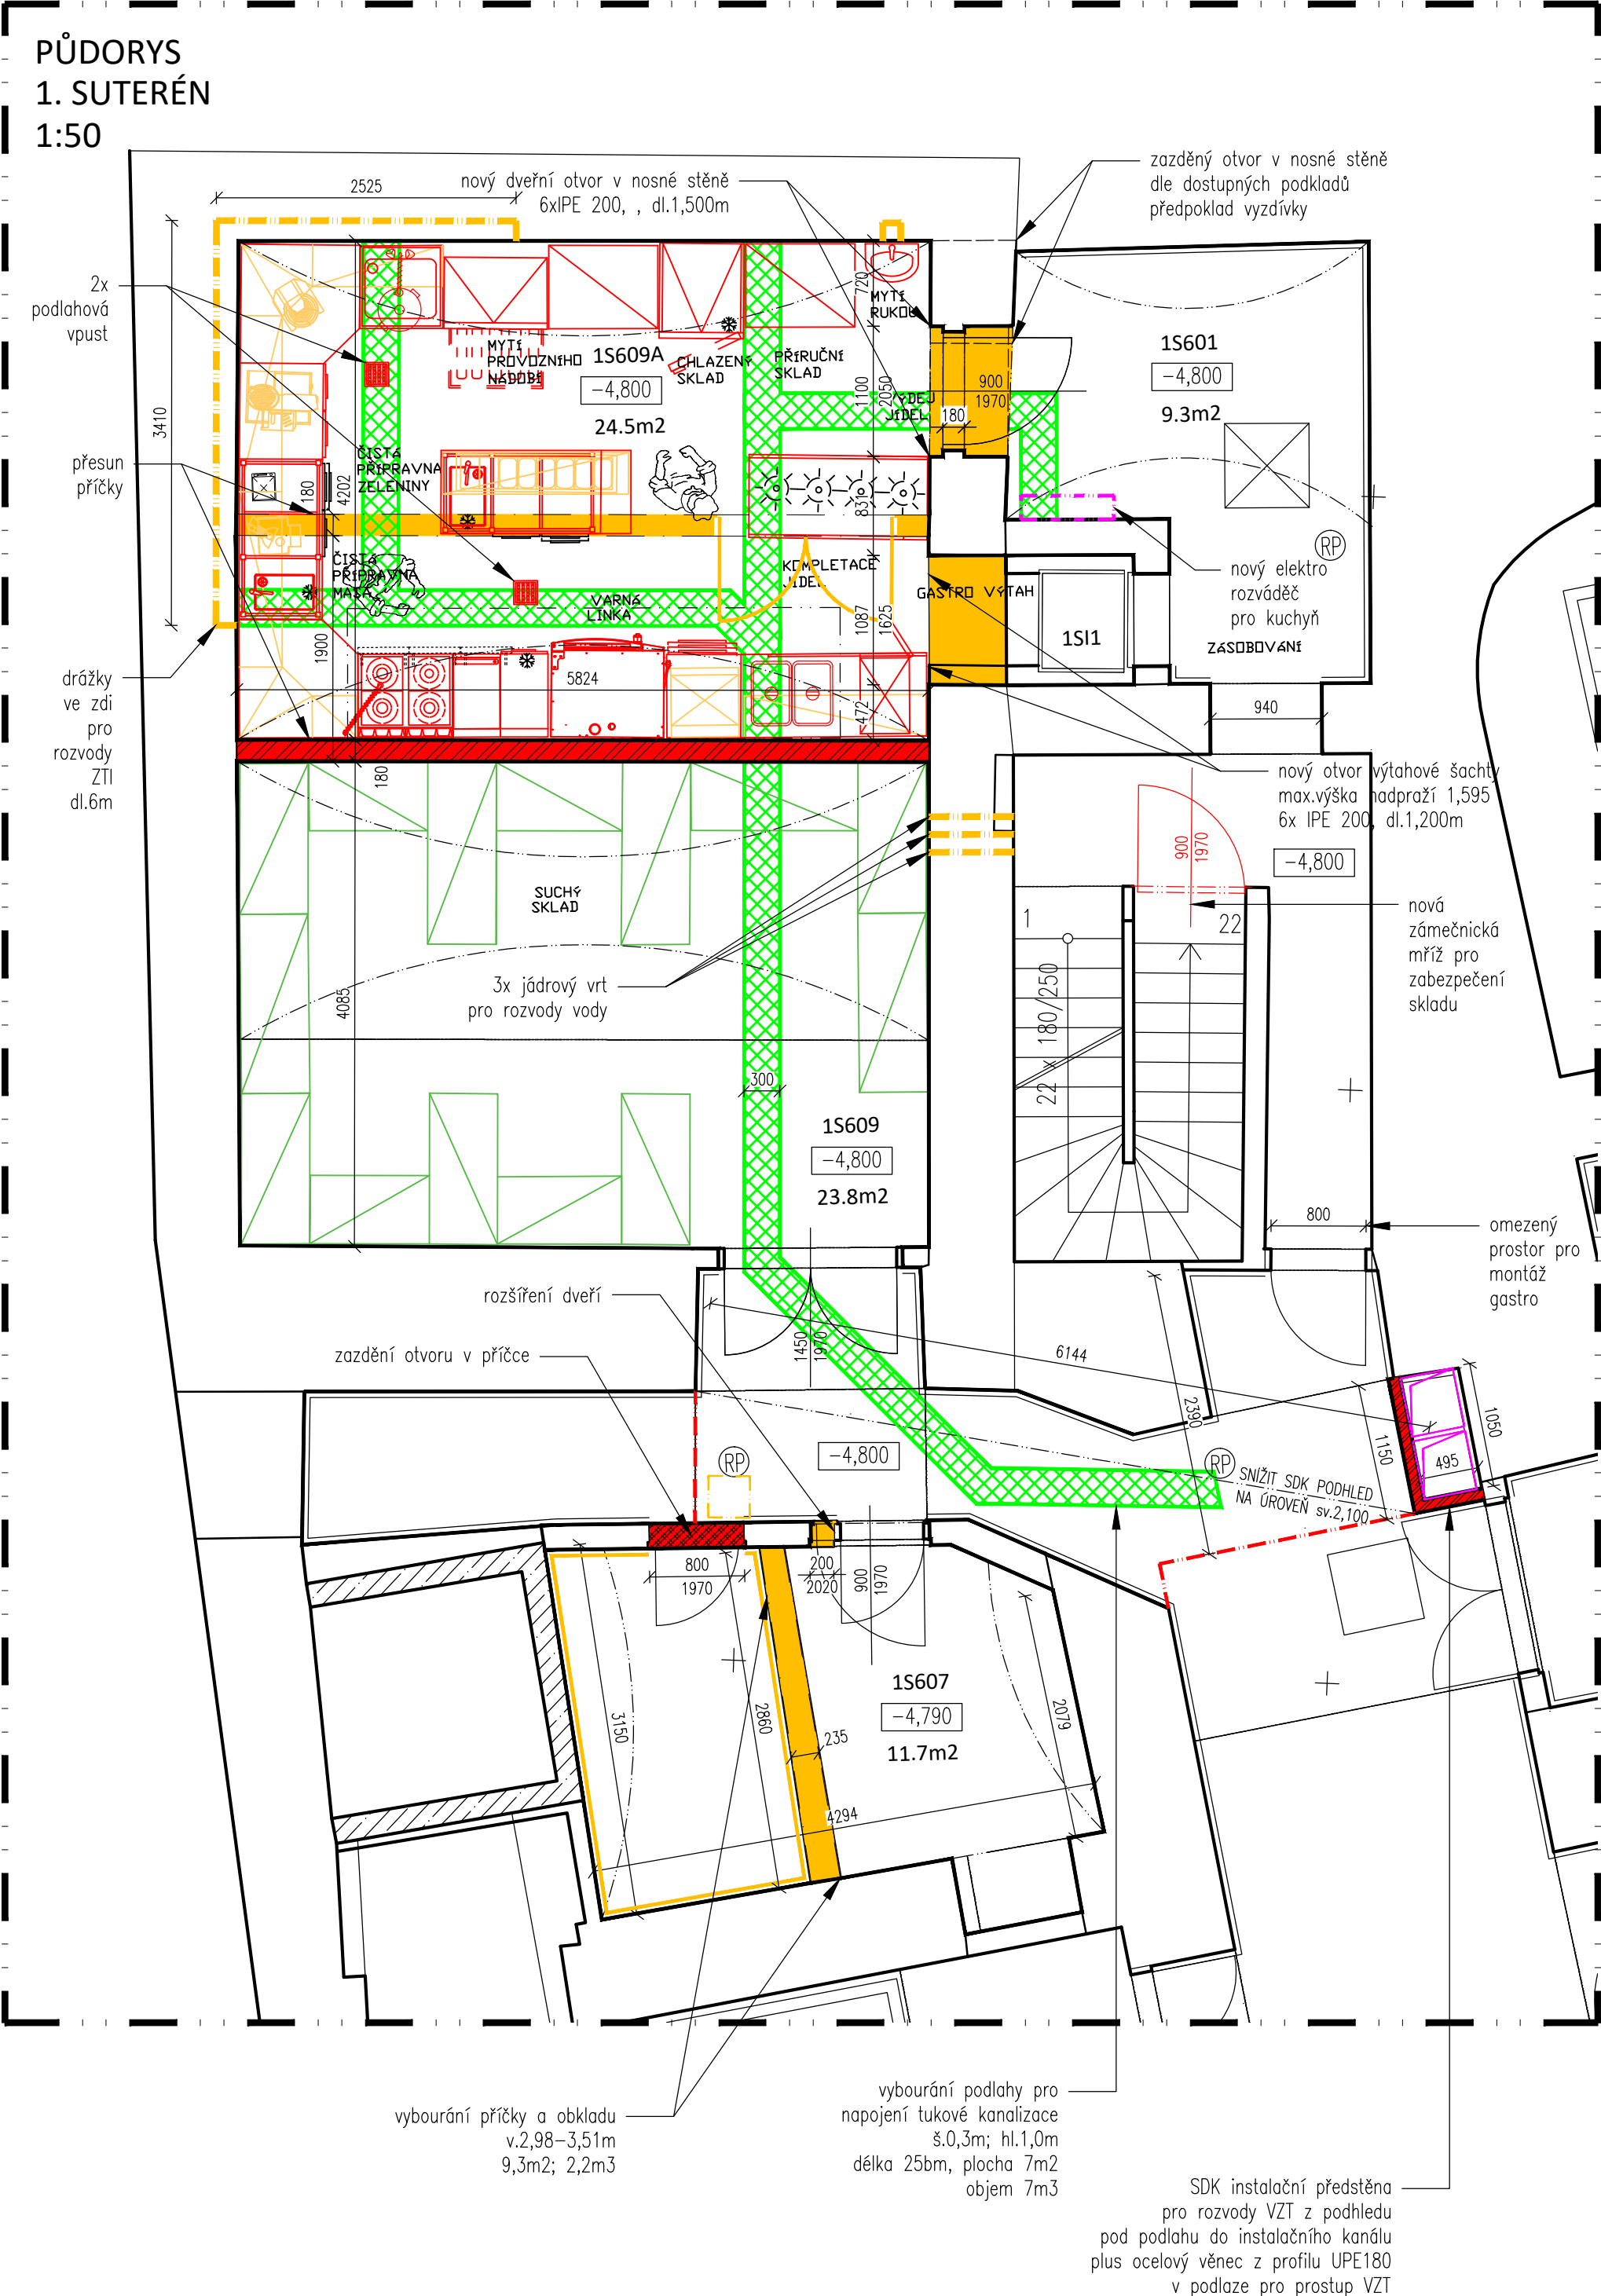 PŮDORYS
1. SUTERÉN
1:50
2525
nový dveřní otvor v nosné stěně
6xIPE 200, , dl.1,500m
zazděný otvor v nosné stěně
dle dostupných podkladů
předpoklad vyzdívky
2x
podlahová
vpust
3410
720
MYTÍ
RUKOU
MYTÍ
PROVOZNÍHO
NÁDOBÍ
1S609A
-4,800
24.5m2
CHLAZENÝ
SKLAD
PŘÍRUČNÍ
SKLAD
1100
2050
VÝDEJ
JÍDEL
180
900
1970
1S601
-4,800
9.3m2
přesun
příčky
180
4202
ČISTÁ
PŘÍPRAVNA
ZELENINY
831
RP
ČISTÁ
PŘÍPRAVNA
MASA
KOMPLETACE
JÍDEL
GASTRO VÝTAH
nový elektro
rozváděč
pro kuchyň
VARNÁ
LINKA
1087
1625
1SI1
ZÁSOBOVÁNÍ
1900
5824
472
940
drážky
ve zdi
pro
rozvody
ZTI
dl.6m
180
nový otvor výtahové šachty
max.výška nadpraží 1,595
6x IPE 200, dl.1,200m
900
1970
-4,800
SUCHÝ
SKLAD
1
22
nová
zámečnická
mříž pro
zabezpečení
skladu
4085
3x jádrový vrt
pro rozvody vody
22 x 180/250
300
1S609
-4,800
23.8m2
800
omezený
prostor pro
montáž
gastro
rozšíření dveří
1450
1970
zazdění otvoru v příčce
6144
2390
1150
1050
495
-4,800
RP
RP
SNÍŽIT SDK PODHLED
NA ÚROVEŇ sv.2,100
800
1970
200
2020
900
1970
3150
2860
1S607
-4,790
11.7m2
235
2079
4294
vybourání příčky a obkladu
v.2,98-3,51m
9,3m2; 2,2m3
vybourání podlahy pro
napojení tukové kanalizace
š.0,3m; hl.1,0m
délka 25bm, plocha 7m2
objem 7m3
SDK instalační předstěna
pro rozvody VZT z podhledu
pod podlahu do instalačního kanálu
plus ocelový věnec z profilu UPE180
v podlaze pro prostup VZT